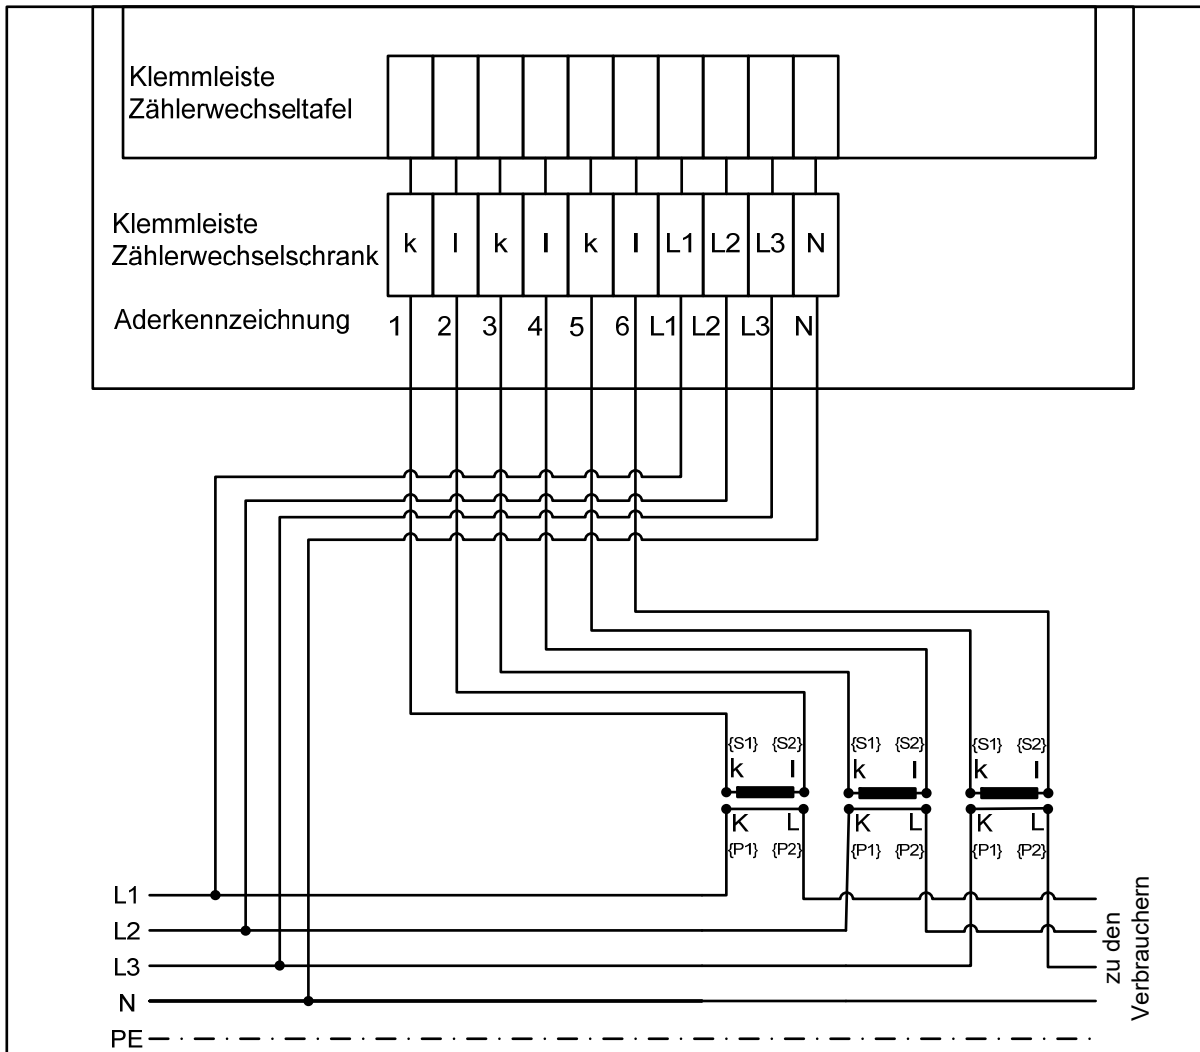 Klemmleiste
Zählerwechseltafel
Klemmleiste
Zählerwechselschrank
k l k l k l L1 L2 L3 N
Aderkennzeichnung
1 2 3 4 5 6 L1 L2 L3 N
{S1} {S2} {S1} {S2} {S1} {S2}
k l k l k l
K L K L K L
{P1} {P2} {P1} {P2} {P1} {P2}
L1
L2
L3
N
PE
zu den
Verbrauchern